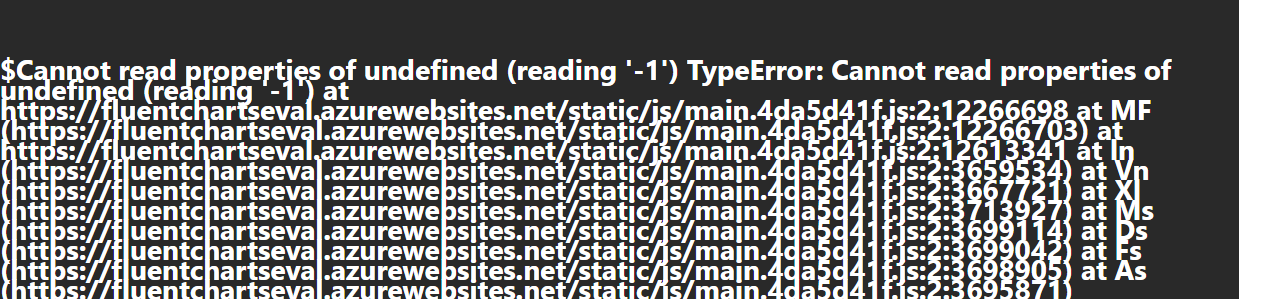 $Cannot read properties of undefined (reading '-1') TypeError: Cannot read properties of
undefined (reading '-1') at
https://fluentchartseval.azurewebsites.net/static/js/main.4da5d41f.js:2:12266698 at MF
(https://fluentchartseval.azurewebsites.net/static/js/main.4da5d41f.js:2:12266703) at
https://fluentchartseval.azurewebsites.net/static/js/main.4da5d41f.js:2:12613341 at In
(https://fluentchartseval.azurewebsites.net/static/js/main.4da5d41f.js:2:3659534) at Vn
(https://fluentchartseval.azurewebsites.net/static/js/main.4da5d41f.js:2:3667721) at Xl
(https://fluentchartseval.azurewebsites.net/static/js/main.4da5d41f.js:2:3713927) at Ms
(https://fluentchartseval.azurewebsites.net/static/js/main.4da5d41f.js:2:3699114) at Ds
(https://fluentchartseval.azurewebsites.net/static/js/main.4da5d41f.js:2:3699042) at Fs
(https://fluentchartseval.azurewebsites.net/static/js/main.4da5d41f.js:2:3698905) at As
(https://fluentchartseval.azurewebsites.net/static/js/main.4da5d41f.js:2:3695871)